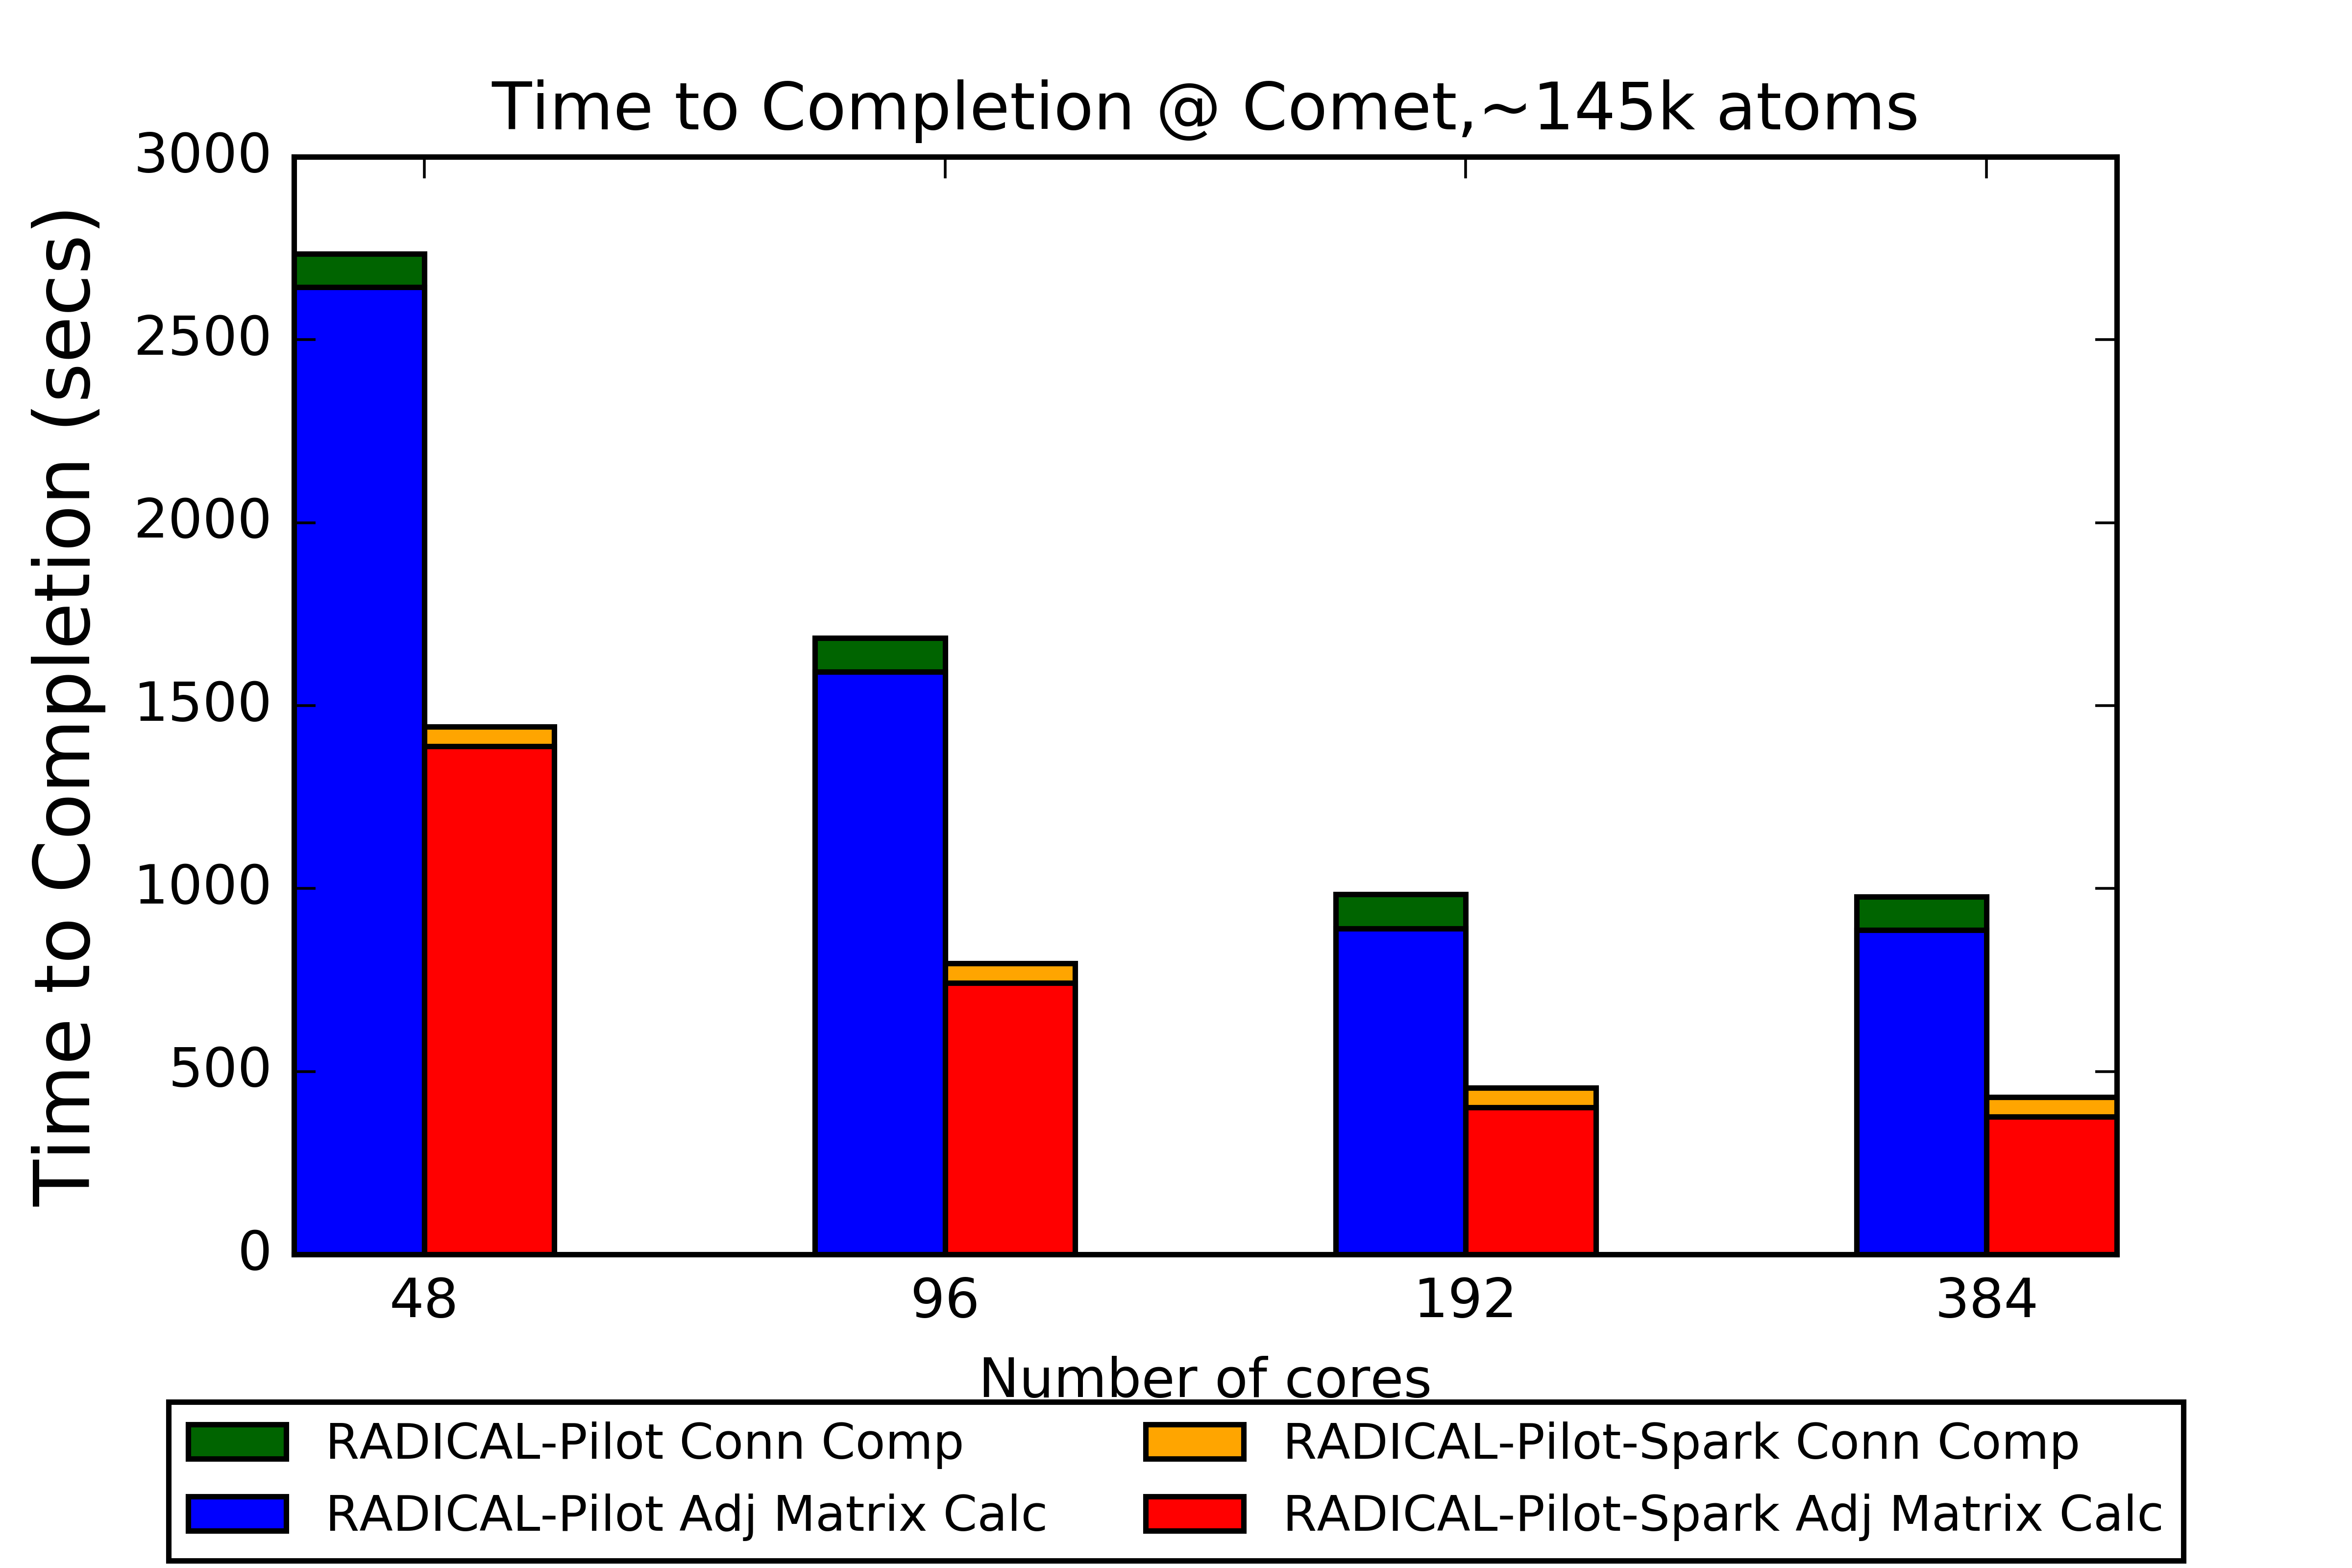 Time to Completion @ Comet,~145k atoms
Time to Completion (secs)
3000
2500
2000
1500
1000
500
0
48 96 192 384
Number of cores
RADICAL-Pilot Conn Comp
RADICAL-Pilot Adj Matrix Calc
RADICAL-Pilot-Spark Conn Comp
RADICAL-Pilot-Spark Adj Matrix Calc